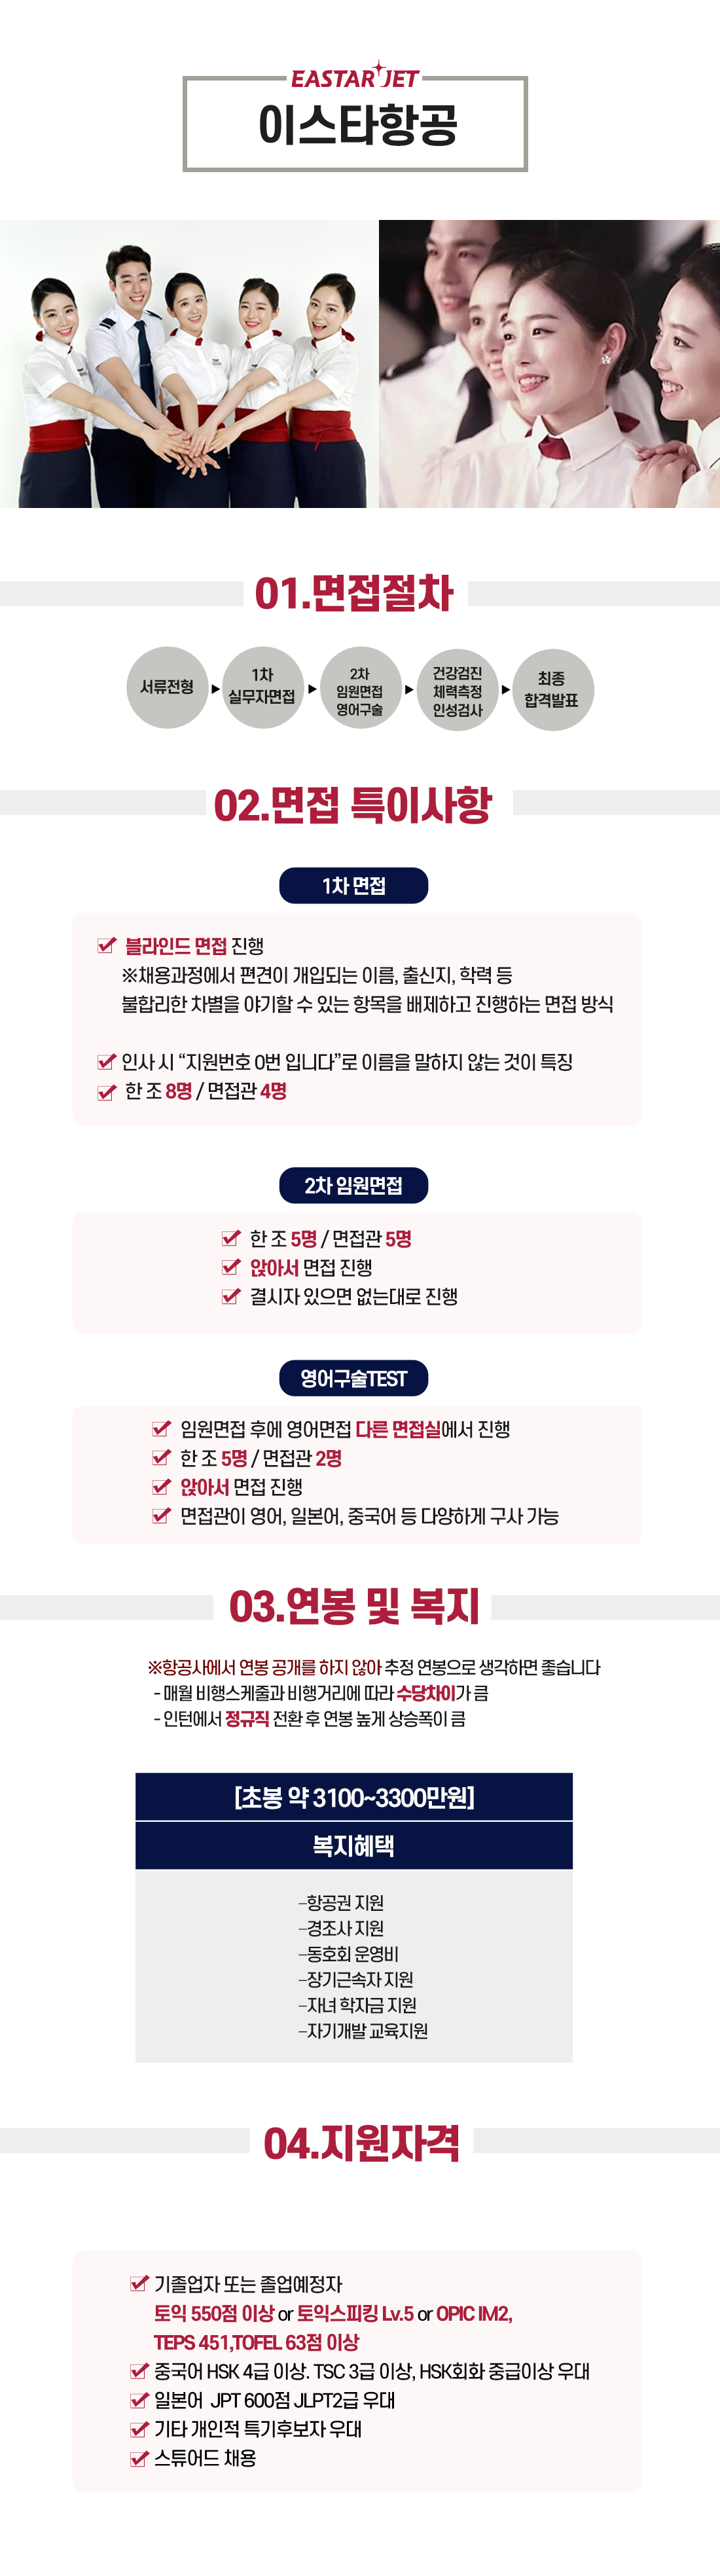 EASTAR JET
이스타항공
01.면접절차
서류전형
1차
실무자면접
2차
임원면접
영어구술
건강검진
체력측정
인성검사
최종
합격발표
02.면접 특이사항
1차 면접
블라인드 면접 진행
※채용과정에서 편견이 개입되는 이름, 출신지, 학력 등
불합리한 차별을 야기할 수 있는 항목을 배제하고 진행하는 면접 방식
인사 시 “지원번호 0번 입니다”로 이름을 말하지 않는 것이 특징
한 조 8명 / 면접관 4명
2차 임원면접
한 조 5명 / 면접관 5명
앉아서 면접 진행
결시자 있으면 없는대로 진행
영어구술TEST
임원면접 후에 영어면접 다른 면접실에서 진행
한 조 5명 / 면접관 2명
앉아서 면접 진행
면접관이 영어, 일본어, 중국어 등 다양하게 구사 가능
03.연봉 및 복지
※항공사에서 연봉 공개를 하지 않아 추정 연봉으로 생각하면 좋습니다
- 매월 비행스케줄과 비행거리에 따라 수당차이가 큼
- 인턴에서 정규직 전환 후 연봉 높게 상승폭이 큼
[초봉 약 3100~3300만원]
복지혜택
–항공권 지원
–경조사 지원
–동호회 운영비
–장기근속자 지원
–자녀 학자금 지원
–자기개발 교육지원
04.지원자격
기졸업자 또는 졸업예정자
토익 550점 이상 or 토익스피킹 Lv.5 or OPIC IM2,
TEPS 451,TOFEL 63점 이상
중국어 HSK 4급 이상. TSC 3급 이상, HSK회화 중급이상 우대
일본어 JPT 600점 JLPT2급 우대
기타 개인적 특기후보자 우대
스튜어드 채용